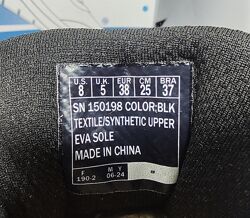 U.S. U.K. EUR CM BRA
8 5 38 25 37
SN 150198 COLOR;BLK
TEXTILE/SYNTHETIC UPPER
EVA SOLE
MADE IN CHINA
F M Y
190-2 06-24